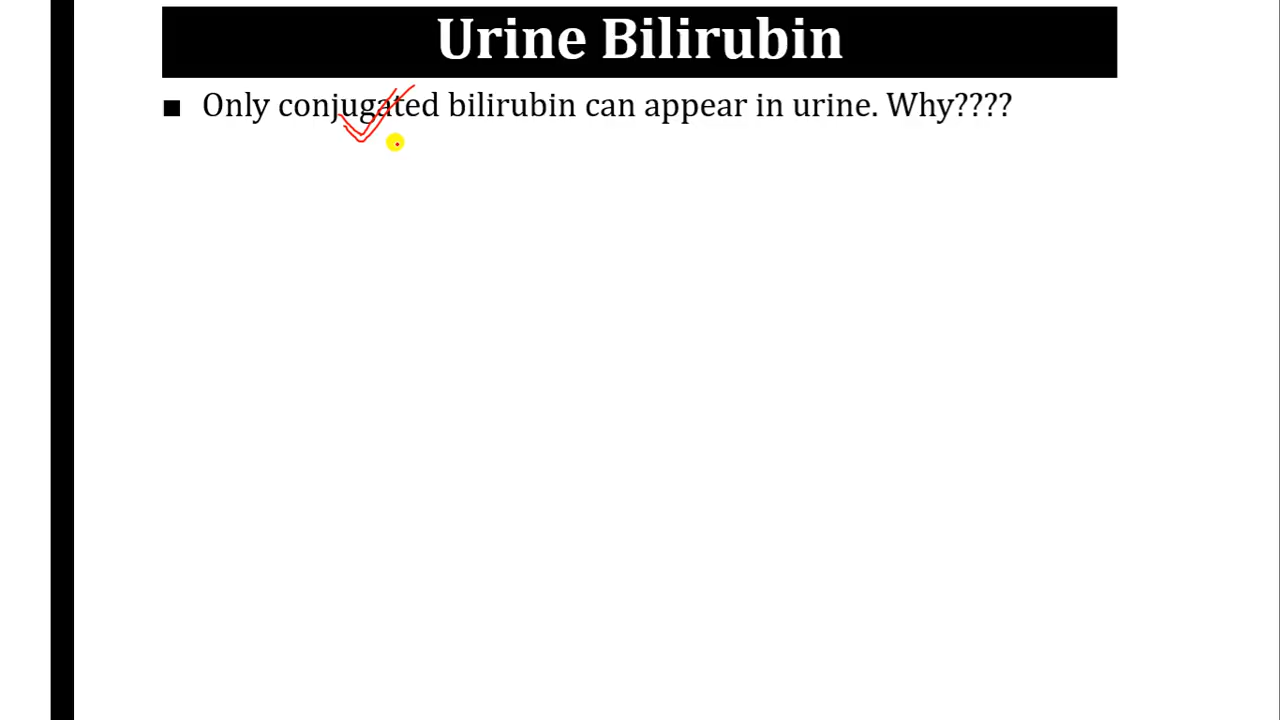 Urine Bilirubin
▪ Only conjugated bilirubin can appear in urine. Why????